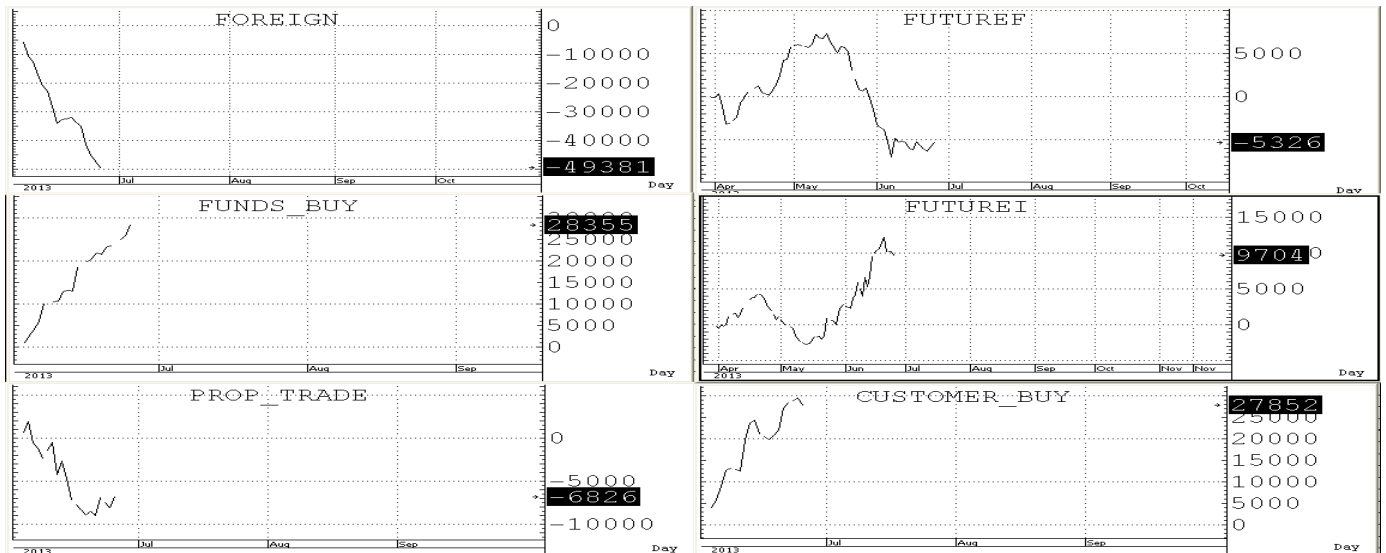 FOREIGN
0
-10000
-20000
-30000
-40000
-49381
Jul Aug Sep Oct
2013
Day
FUTUREF
5000
0
-5326
Apr May Jun Jul Aug Sep Oct
Day
FUNDS_BUY
28355
25000
20000
15000
10000
5000
0
Jul Aug Sep
2013
Day
FUTUREI
15000
9704
5000
0
Apr May Jun Jul Aug Sep Oct Nov Nov
2013
Day
PROP_TRADE
0
-5000
-6826
-10000
Jul Aug Sep
2013
Day
CUSTOMER_BUY
27852
25000
20000
15000
10000
5000
0
Jul Aug Sep
2013
Day